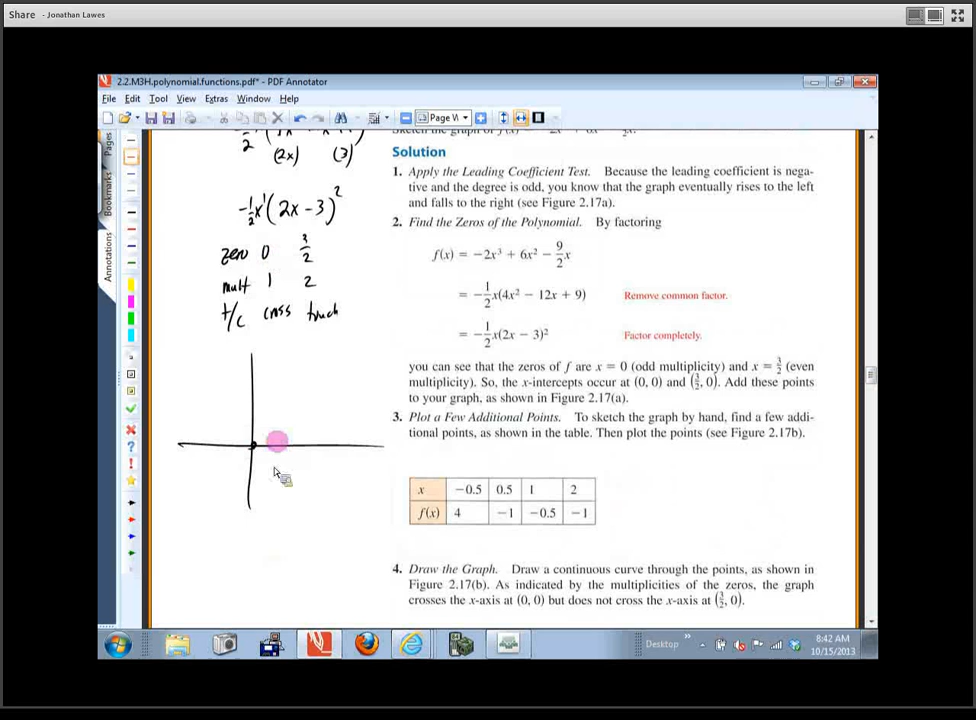 Share - Jonathan Lawes
2.2.M3H.polynomial.functions.pdf* - PDF Annotator
File Edit Tool View Extras Window Help
Page W
Pages
Bookmarks
Annotations
2
(2x) (3)
-1/2 x¹(2x-3)²
zero 0 3/2
mult 1 2
t/c cross touch
Solution
1. Apply the Leading Coefficient Test. Because the leading coefficient is nega-
tive and the degree is odd, you know that the graph eventually rises to the left
and falls to the right (see Figure 2.17a).
2. Find the Zeros of the Polynomial. By factoring
f(x) = −2x³ + 6x² − 9/2 x
= −1/2 x(4x² − 12x + 9) Remove common factor.
= −1/2 x(2x − 3)² Factor completely.
you can see that the zeros of f are x = 0 (odd multiplicity) and x = 3/2 (even
multiplicity). So, the x-intercepts occur at (0, 0) and (3/2, 0). Add these points
to your graph, as shown in Figure 2.17(a).
3. Plot a Few Additional Points. To sketch the graph by hand, find a few addi-
tional points, as shown in the table. Then plot the points (see Figure 2.17b).
x −0.5 0.5 1 2
f(x) 4 −1 −0.5 −1
4. Draw the Graph. Draw a continuous curve through the points, as shown in
Figure 2.17(b). As indicated by the multiplicities of the zeros, the graph
crosses the x-axis at (0, 0) but does not cross the x-axis at (3/2, 0).
Desktop
8:42 AM
10/15/2013